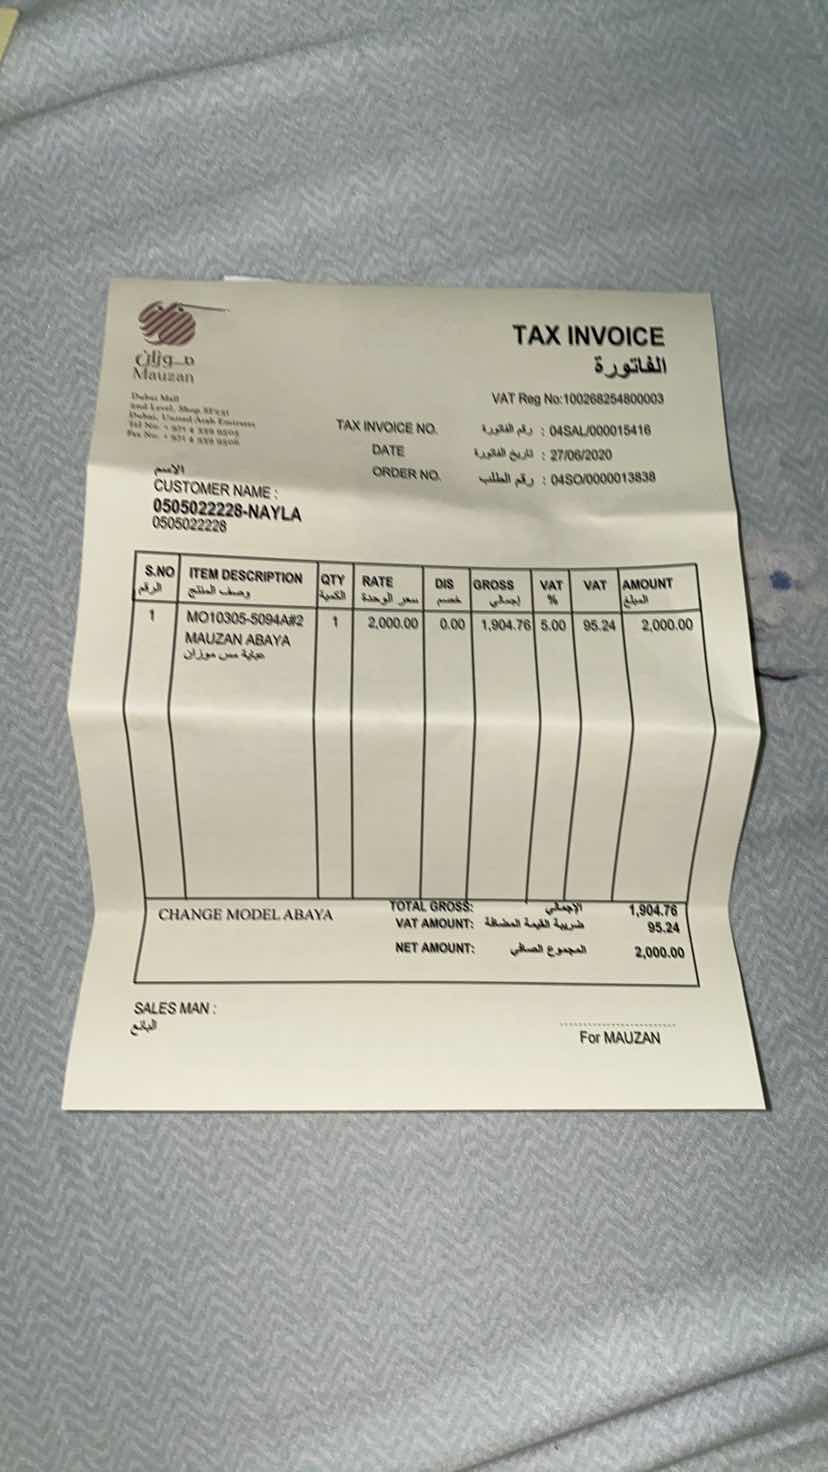 موزان
Mauzan
Dubai Mall
2nd Level, Shop SF231
Dubai, United Arab Emirates
Tel No. + 971 4 339 9505
Fax No. + 971 4 339 9506
TAX INVOICE
الفاتورة
VAT Reg No:100268254800003
TAX INVOICE NO. رقم الفاتورة : 04SAL/000015416
DATE تاريخ الفاتورة : 27/06/2020
ORDER NO. رقم الطلب : 04SO/0000013838
الاسم
CUSTOMER NAME :
0505022228-NAYLA
0505022228
S.NO ITEM DESCRIPTION QTY RATE DIS GROSS VAT VAT AMOUNT
الرقم وصف المنتج الكمية سعر الوحدة خصم إجمالي % المبلغ
1 MO10305-5094A#2 1 2,000.00 0.00 1,904.76 5.00 95.24 2,000.00
MAUZAN ABAYA
عباية مس موزان
CHANGE MODEL ABAYA
TOTAL GROSS: الإجمالي 1,904.76
VAT AMOUNT: ضريبة القيمة المضافة 95.24
NET AMOUNT: المجموع الصافي 2,000.00
SALES MAN :
البائع
For MAUZAN